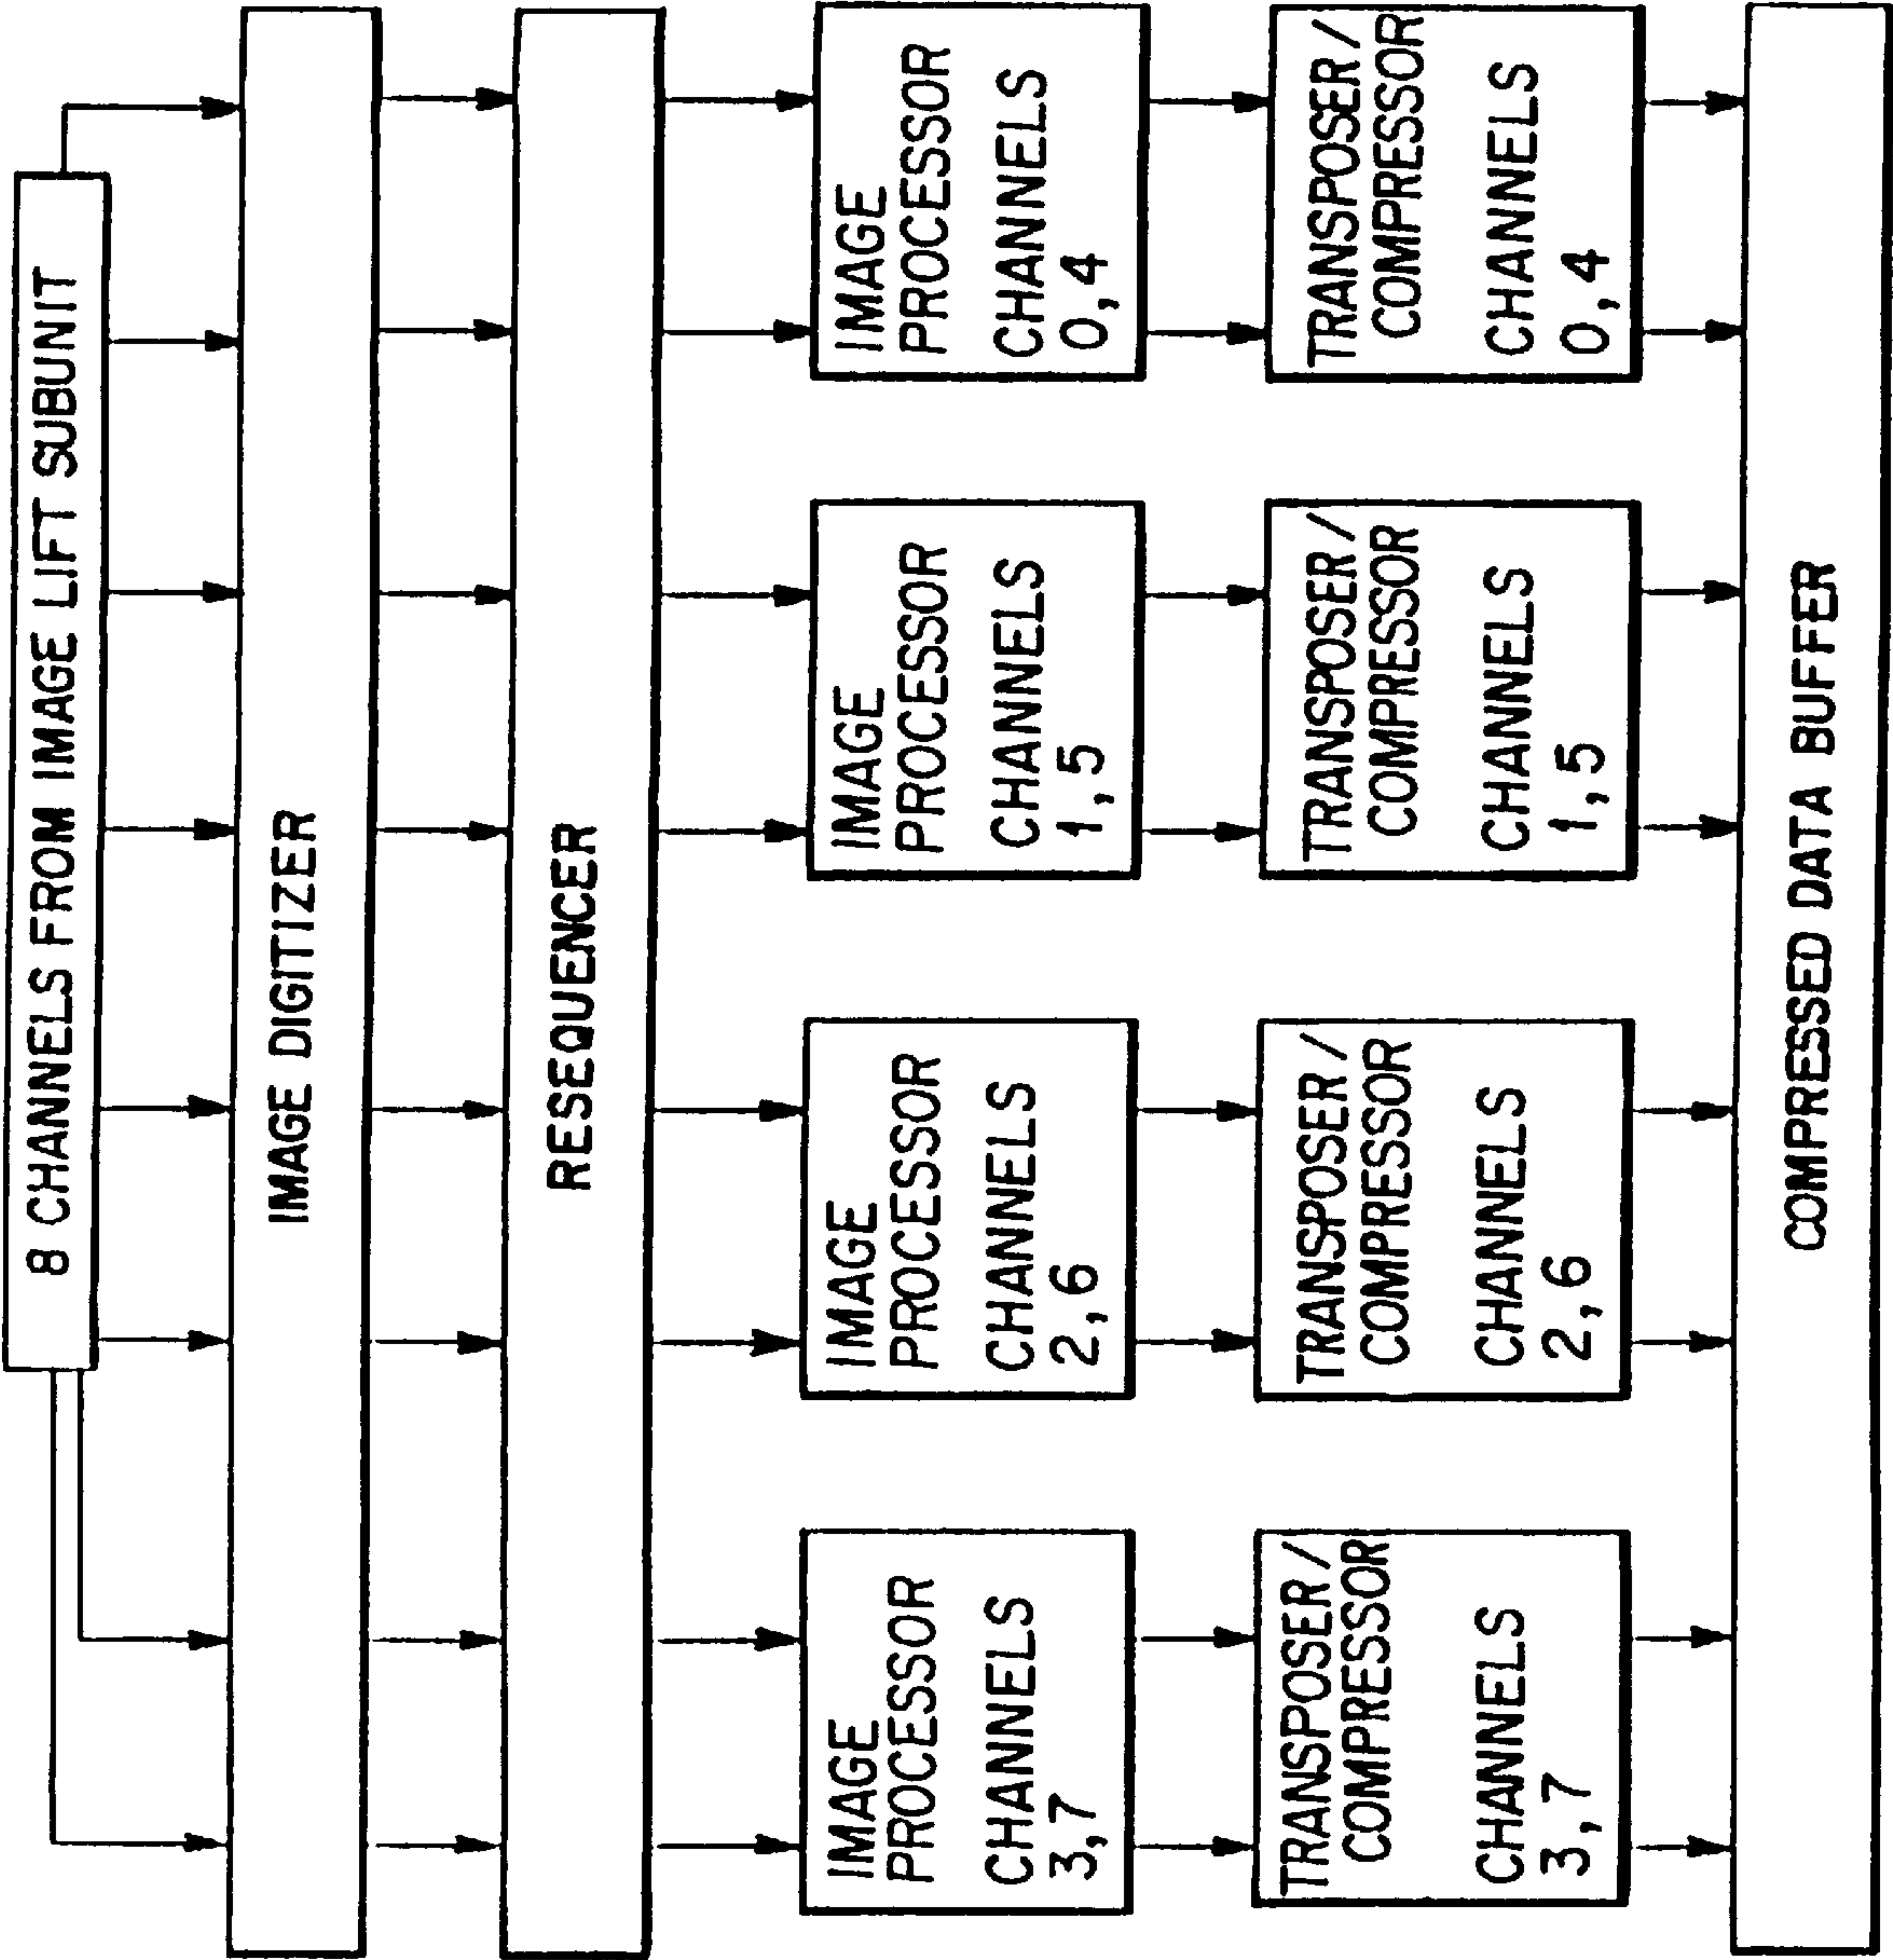 8 CHANNELS FROM IMAGE LIFT SUBUNIT
IMAGE DIGITIZER
RESEQUENCER
IMAGE
PROCESSOR
CHANNELS
3,7
IMAGE
PROCESSOR
CHANNELS
2,6
IMAGE
PROCESSOR
CHANNELS
1,5
IMAGE
PROCESSOR
CHANNELS
0,4
TRANSPOSER/
COMPRESSOR
CHANNELS
3,7
TRANSPOSER/
COMPRESSOR
CHANNELS
2,6
TRANSPOSER/
COMPRESSOR
CHANNELS
1,5
TRANSPOSER/
COMPRESSOR
CHANNELS
0,4
COMPRESSED DATA BUFFER